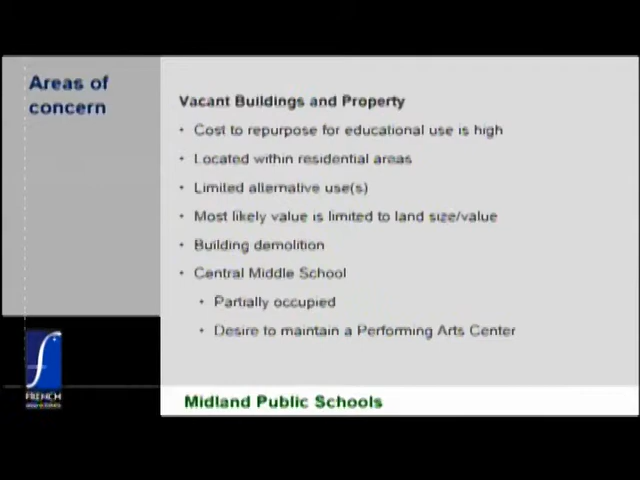 Areas of
concern
Vacant Buildings and Property
• Cost to repurpose for educational use is high
• Located within residential areas
• Limited alternative use(s)
• Most likely value is limited to land size/value
• Building demolition
• Central Middle School
• Partially occupied
• Desire to maintain a Performing Arts Center
f
FRENCH
Midland Public Schools